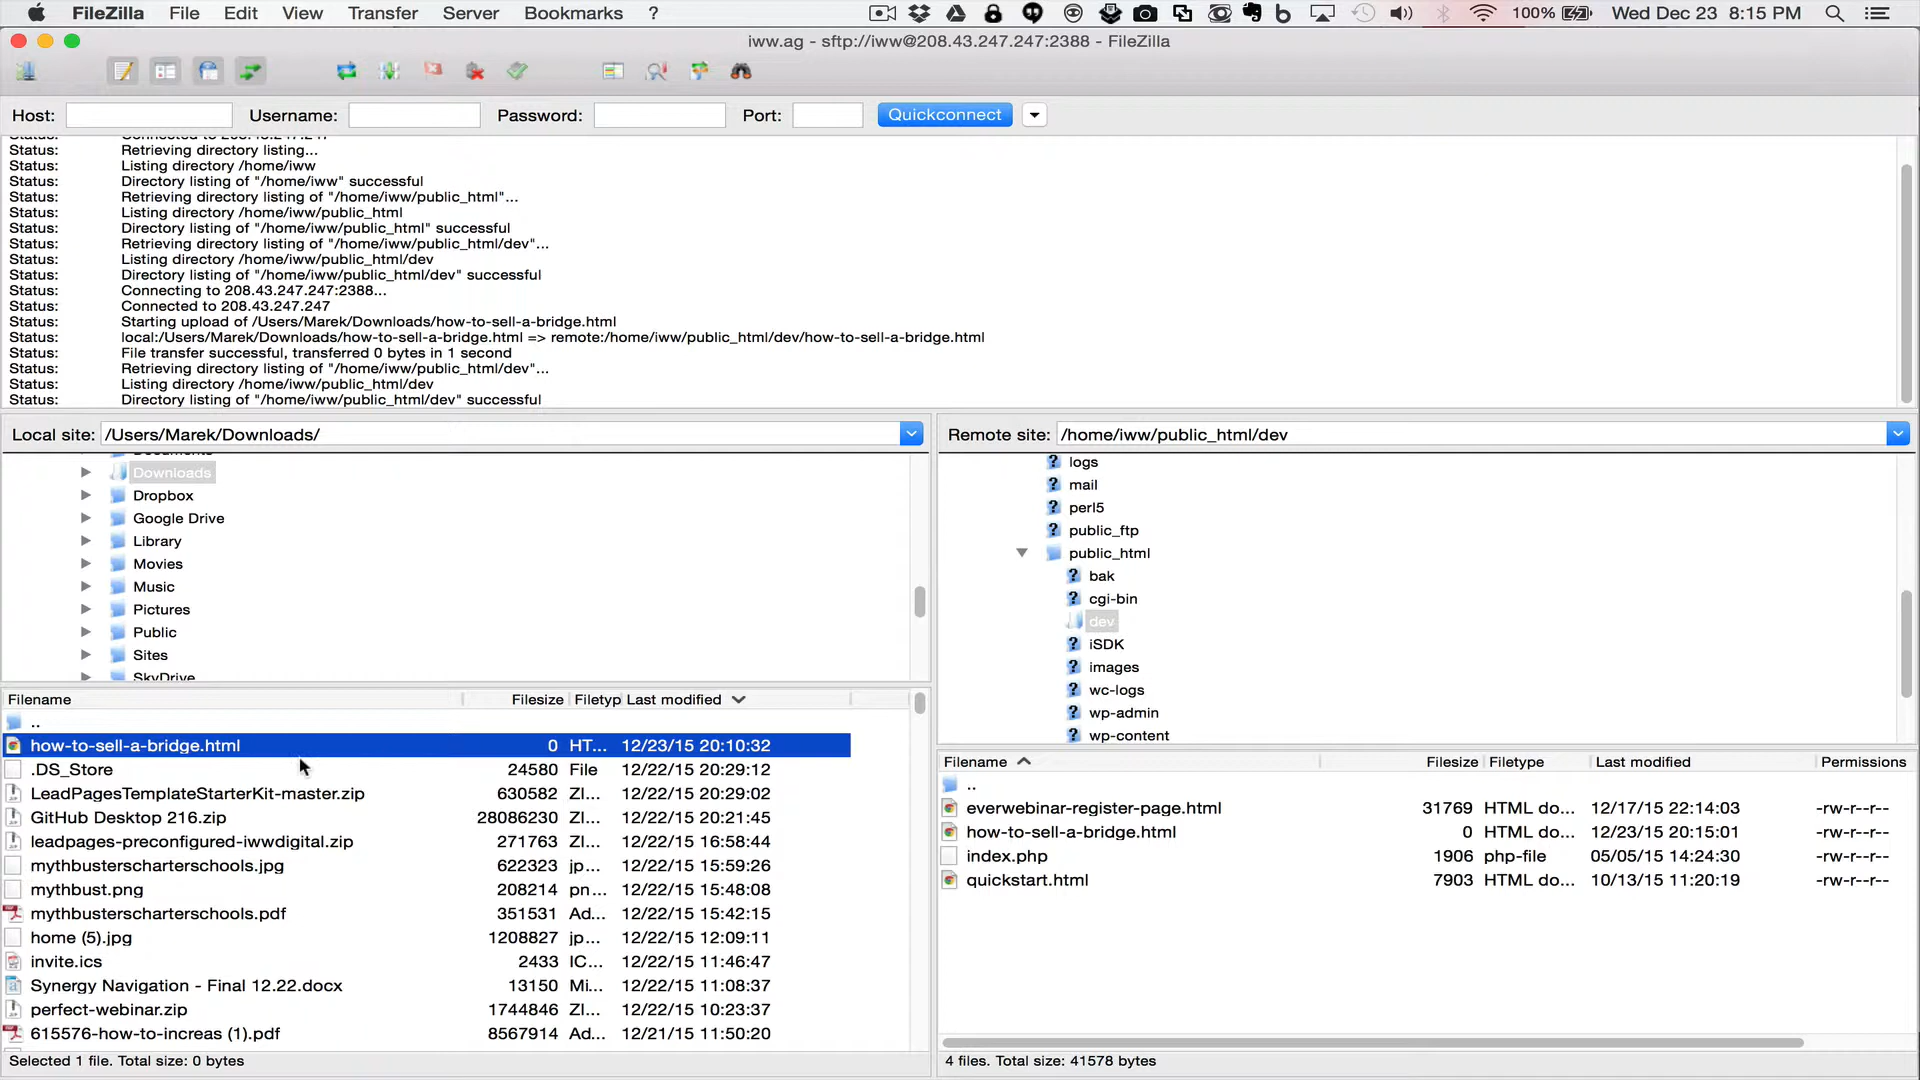 FileZilla File Edit View Transfer Server Bookmarks ? 100% Wed Dec 23 8:15 PM
iww.ag - sftp://iww@208.43.247.247:2388 - FileZilla
Host: Username: Password: Port: Quickconnect
Status: Connected to 208.43.247.247
Status: Retrieving directory listing...
Status: Listing directory /home/iww
Status: Directory listing of "/home/iww" successful
Status: Retrieving directory listing of "/home/iww/public_html"...
Status: Listing directory /home/iww/public_html
Status: Directory listing of "/home/iww/public_html" successful
Status: Retrieving directory listing of "/home/iww/public_html/dev"...
Status: Listing directory /home/iww/public_html/dev
Status: Directory listing of "/home/iww/public_html/dev" successful
Status: Connecting to 208.43.247.247:2388...
Status: Connected to 208.43.247.247
Status: Starting upload of /Users/Marek/Downloads/how-to-sell-a-bridge.html
Status: local:/Users/Marek/Downloads/how-to-sell-a-bridge.html => remote:/home/iww/public_html/dev/how-to-sell-a-bridge.html
Status: File transfer successful, transferred 0 bytes in 1 second
Status: Retrieving directory listing of "/home/iww/public_html/dev"...
Status: Listing directory /home/iww/public_html/dev
Status: Directory listing of "/home/iww/public_html/dev" successful
Local site: /Users/Marek/Downloads/
Documents
Downloads
Dropbox
Google Drive
Library
Movies
Music
Pictures
Public
Sites
SkyDrive
Filename Filesize Filetyp Last modified
..
how-to-sell-a-bridge.html 0 HT... 12/23/15 20:10:32
.DS_Store 24580 File 12/22/15 20:29:12
LeadPagesTemplateStarterKit-master.zip 630582 ZI... 12/22/15 20:29:02
GitHub Desktop 216.zip 28086230 ZI... 12/22/15 20:21:45
leadpages-preconfigured-iwwdigital.zip 271763 ZI... 12/22/15 16:58:44
mythbusterscharterschools.jpg 622323 jp... 12/22/15 15:59:26
mythbust.png 208214 pn... 12/22/15 15:48:08
mythbusterscharterschools.pdf 351531 Ad... 12/22/15 15:42:15
home (5).jpg 1208827 jp... 12/22/15 12:09:11
invite.ics 2433 IC... 12/22/15 11:46:47
Synergy Navigation - Final 12.22.docx 13150 Mi... 12/22/15 11:08:37
perfect-webinar.zip 1744846 ZI... 12/22/15 10:23:37
615576-how-to-increas (1).pdf 8567914 Ad... 12/21/15 11:50:20
Selected 1 file. Total size: 0 bytes
Remote site: /home/iww/public_html/dev
logs
mail
perl5
public_ftp
public_html
bak
cgi-bin
dev
iSDK
images
wc-logs
wp-admin
wp-content
Filename Filesize Filetype Last modified Permissions
..
everwebinar-register-page.html 31769 HTML do... 12/17/15 22:14:03 -rw-r--r--
how-to-sell-a-bridge.html 0 HTML do... 12/23/15 20:15:01 -rw-r--r--
index.php 1906 php-file 05/05/15 14:24:30 -rw-r--r--
quickstart.html 7903 HTML do... 10/13/15 11:20:19 -rw-r--r--
4 files. Total size: 41578 bytes